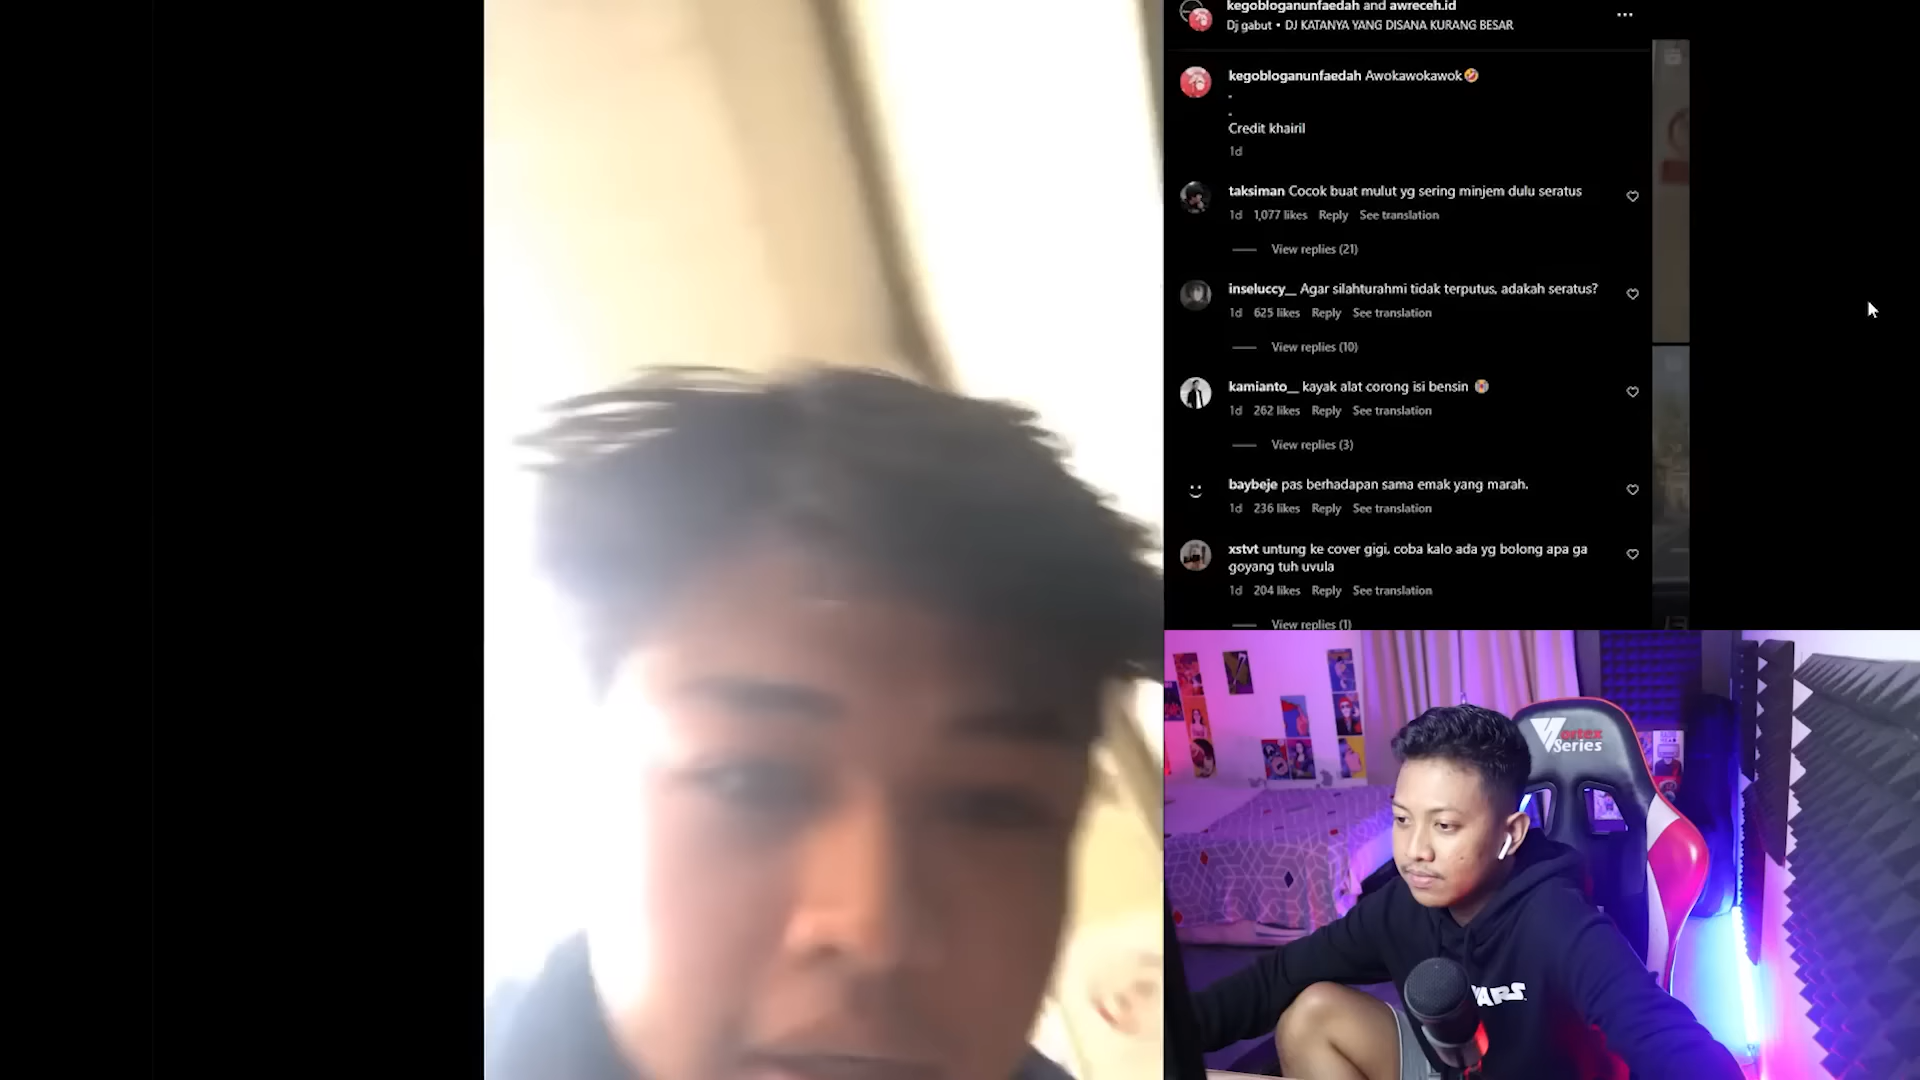 kegobloganunfaedah and awreceh.id
Dj gabut • DJ KATANYA YANG DISANA KURANG BESAR
kegobloganunfaedah Awokawokawok🤣
.
.
Credit khairil
1d
taksiman Cocok buat mulut yg sering minjem dulu seratus
1d 1,077 likes Reply See translation
View replies (21)
inseluccy__ Agar silahturahmi tidak terputus, adakah seratus?
1d 625 likes Reply See translation
View replies (10)
kamianto__ kayak alat corong isi bensin
1d 262 likes Reply See translation
View replies (3)
baybeje pas berhadapan sama emak yang marah.
1d 236 likes Reply See translation
xstvt untung ke cover gigi, coba kalo ada yg bolong apa ga
goyang tuh uvula
1d 204 likes Reply See translation
View replies (1)
Vortex
Series
WARS